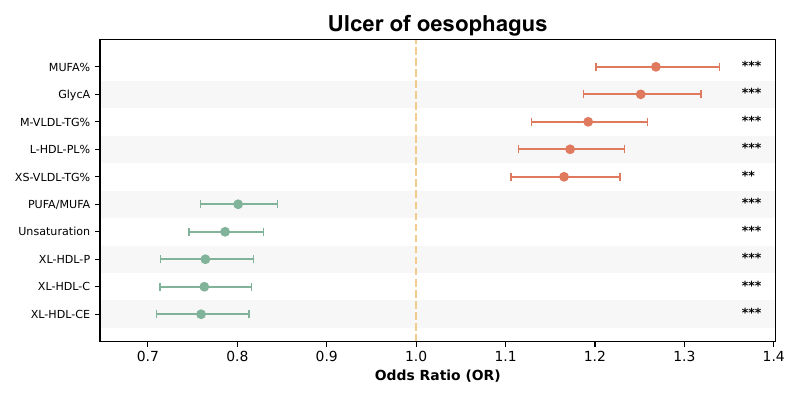 Ulcer of oesophagus
MUFA% ***
GlycA ***
M-VLDL-TG% ***
L-HDL-PL% ***
XS-VLDL-TG% **
PUFA/MUFA ***
Unsaturation ***
XL-HDL-P ***
XL-HDL-C ***
XL-HDL-CE ***
0.7 0.8 0.9 1.0 1.1 1.2 1.3 1.4
Odds Ratio (OR)